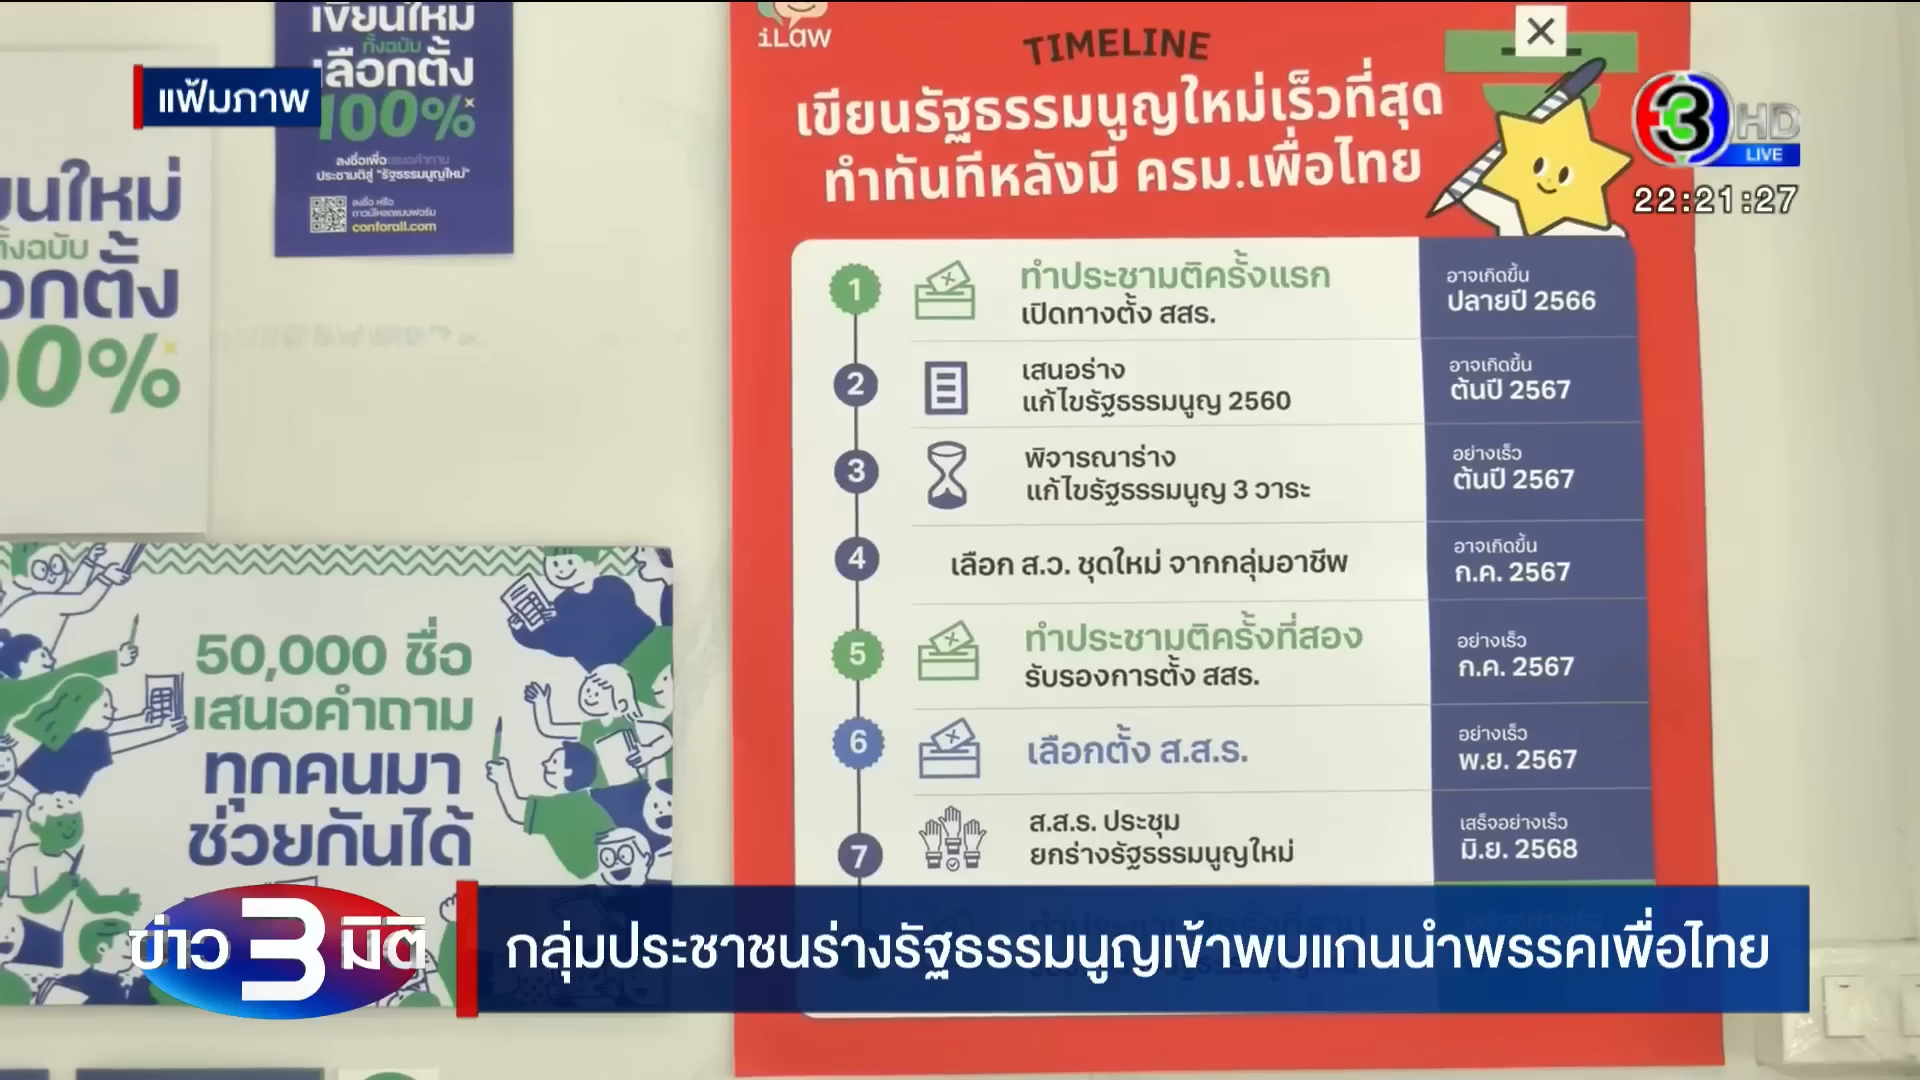 เขียนใหม่
ทั้งฉบับ
เลือกตั้ง
100%
ลงชื่อเพื่อเสนอคำถาม
ประชามติสู่ "รัฐธรรมนูญใหม่"
ลงชื่อ หรือ
ดาวน์โหลดแบบฟอร์ม
conforall.com
แฟ้มภาพ
ยนใหม่
ทั้งฉบับ
อกตั้ง
00%
50,000 ชื่อ
เสนอคำถาม
ทุกคนมา
ช่วยกันได้
iLaw
TIMELINE
เขียนรัฐธรรมนูญใหม่เร็วที่สุด
ทำทันทีหลังมี ครม.เพื่อไทย
3 HD
LIVE
22:21:27
1 ทำประชามติครั้งแรก
เปิดทางตั้ง สสร.
อาจเกิดขึ้น
ปลายปี 2566
2 เสนอร่าง
แก้ไขรัฐธรรมนูญ 2560
อาจเกิดขึ้น
ต้นปี 2567
3 พิจารณาร่าง
แก้ไขรัฐธรรมนูญ 3 วาระ
อย่างเร็ว
ต้นปี 2567
4 เลือก ส.ว. ชุดใหม่ จากกลุ่มอาชีพ
อาจเกิดขึ้น
ก.ค. 2567
5 ทำประชามติครั้งที่สอง
รับรองการตั้ง สสร.
อย่างเร็ว
ก.ค. 2567
6 เลือกตั้ง ส.ส.ร.
อย่างเร็ว
พ.ย. 2567
7 ส.ส.ร. ประชุม
ยกร่างรัฐธรรมนูญใหม่
เสร็จอย่างเร็ว
มิ.ย. 2568
ข่าว 3 มิติ
กลุ่มประชาชนร่างรัฐธรรมนูญเข้าพบแกนนำพรรคเพื่อไทย